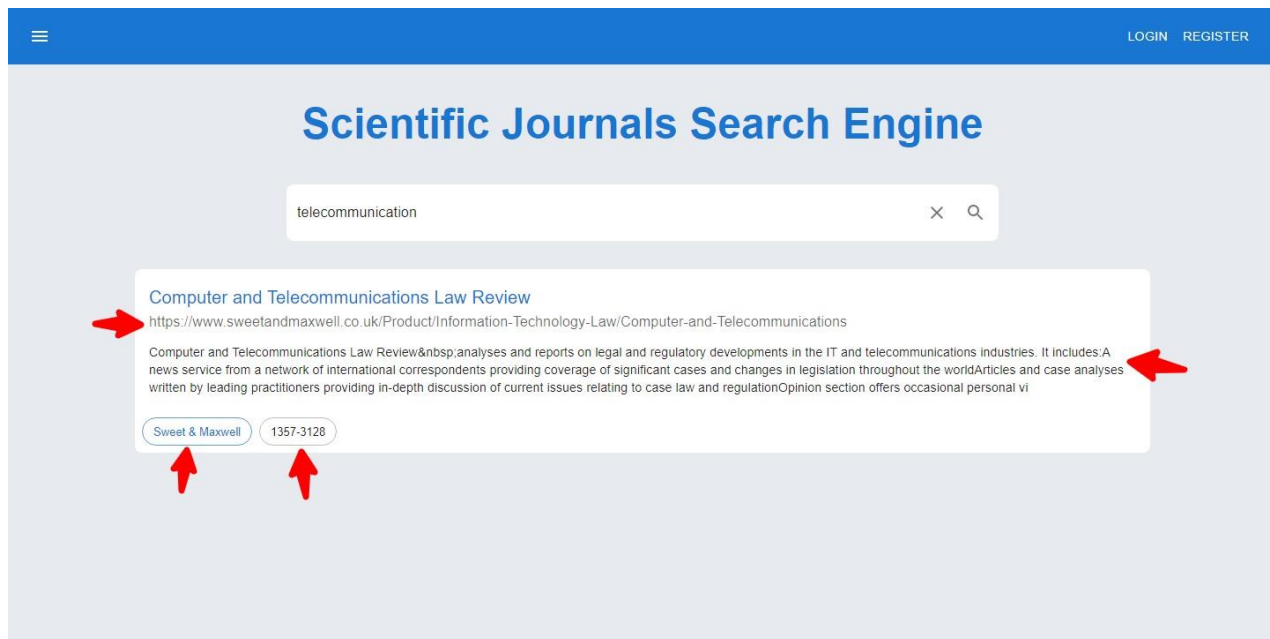 LOGIN REGISTER
Scientific Journals Search Engine
telecommunication
Computer and Telecommunications Law Review
https://www.sweetandmaxwell.co.uk/Product/Information-Technology-Law/Computer-and-Telecommunications
Computer and Telecommunications Law Review&nbsp;analyses and reports on legal and regulatory developments in the IT and telecommunications industries. It includes:A
news service from a network of international correspondents providing coverage of significant cases and changes in legislation throughout the worldArticles and case analyses
written by leading practitioners providing in-depth discussion of current issues relating to case law and regulationOpinion section offers occasional personal vi
Sweet & Maxwell 1357-3128